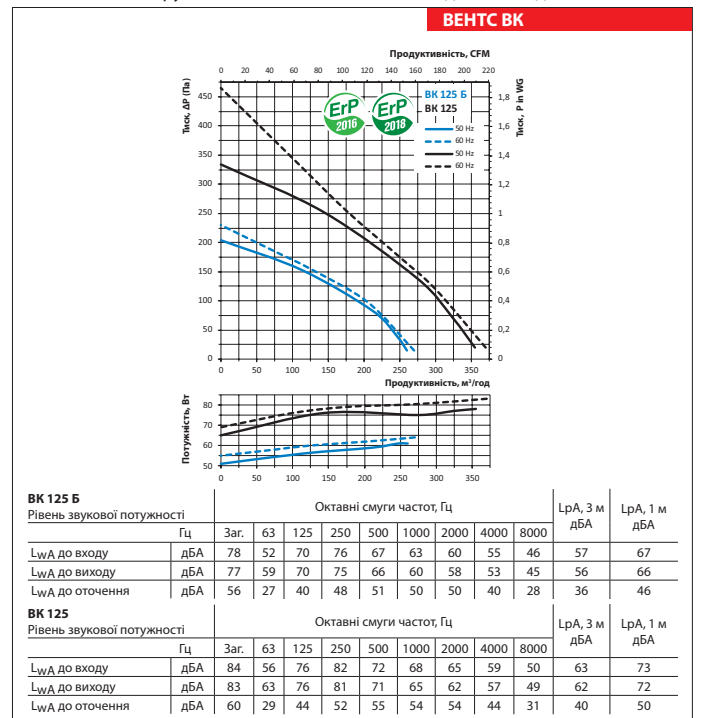 ВЕНТС ВК
Продуктивність, CFM
0 20 40 60 80 100 120 140 160 180 200 220
Тиск, ΔP (Па)
450
400
350
300
250
200
150
100
50
0
ErP 2016
ErP 2018
ВК 125 Б
ВК 125
50 Hz
60 Hz
50 Hz
60 Hz
Тиск, P in WG
1,8
1,6
1,4
1,2
1
0,8
0,6
0,4
0,2
0
0 50 100 150 200 250 300 350
Продуктивність, м³/год
Потужність, Вт
80
70
60
50
0 50 100 150 200 250 300 350
ВК 125 Б
Рівень звукової потужності Октавні смуги частот, Гц LpA, 3 м дБА LpA, 1 м дБА
Гц Заг. 63 125 250 500 1000 2000 4000 8000
LwA до входу дБА 78 52 70 76 67 63 60 55 46 57 67
LwA до виходу дБА 77 59 70 75 66 60 58 53 45 56 66
LwA до оточення дБА 56 27 40 48 51 50 50 40 28 36 46
ВК 125
Рівень звукової потужності Октавні смуги частот, Гц LpA, 3 м дБА LpA, 1 м дБА
Гц Заг. 63 125 250 500 1000 2000 4000 8000
LwA до входу дБА 84 56 76 82 72 68 65 59 50 63 73
LwA до виходу дБА 83 63 76 81 71 65 62 57 49 62 72
LwA до оточення дБА 60 29 44 52 55 54 54 44 31 40 50